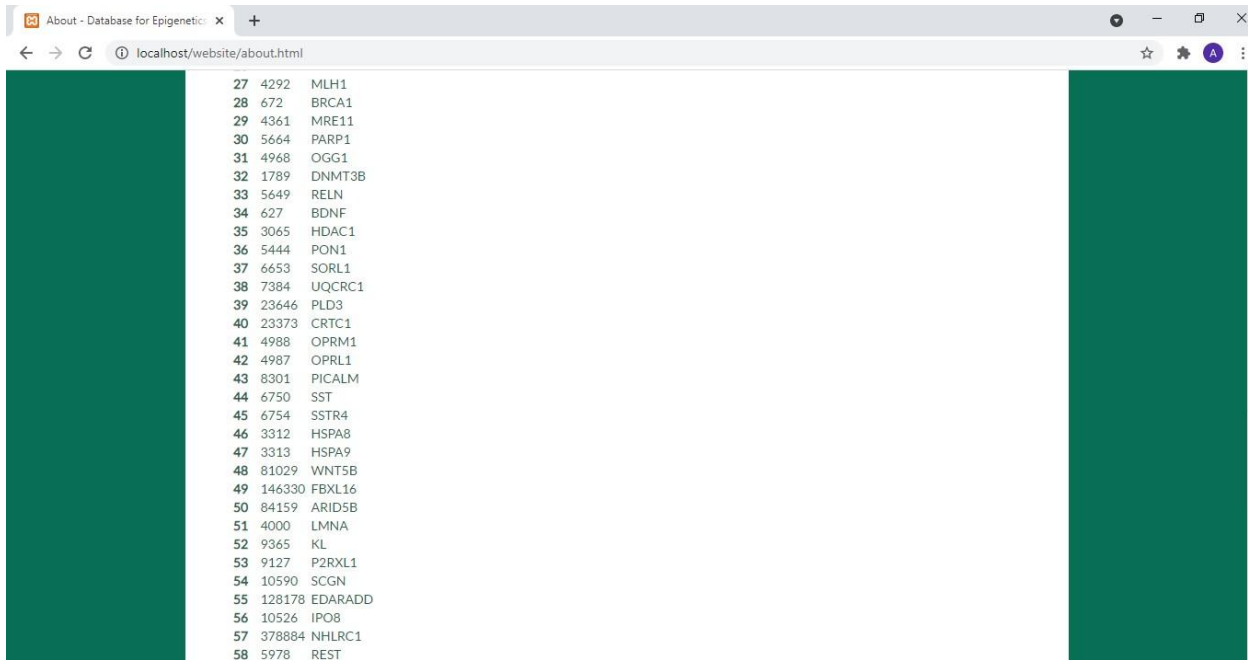 About - Database for Epigenetic
localhost/website/about.html
A
27 4292 MLH1
28 672 BRCA1
29 4361 MRE11
30 5664 PARP1
31 4968 OGG1
32 1789 DNMT3B
33 5649 RELN
34 627 BDNF
35 3065 HDAC1
36 5444 PON1
37 6653 SORL1
38 7384 UQCRC1
39 23646 PLD3
40 23373 CRTC1
41 4988 OPRM1
42 4987 OPRL1
43 8301 PICALM
44 6750 SST
45 6754 SSTR4
46 3312 HSPA8
47 3313 HSPA9
48 81029 WNT5B
49 146330 FBXL16
50 84159 ARID5B
51 4000 LMNA
52 9365 KL
53 9127 P2RXL1
54 10590 SCGN
55 128178 EDARADD
56 10526 IPO8
57 378884 NHLRC1
58 5978 REST